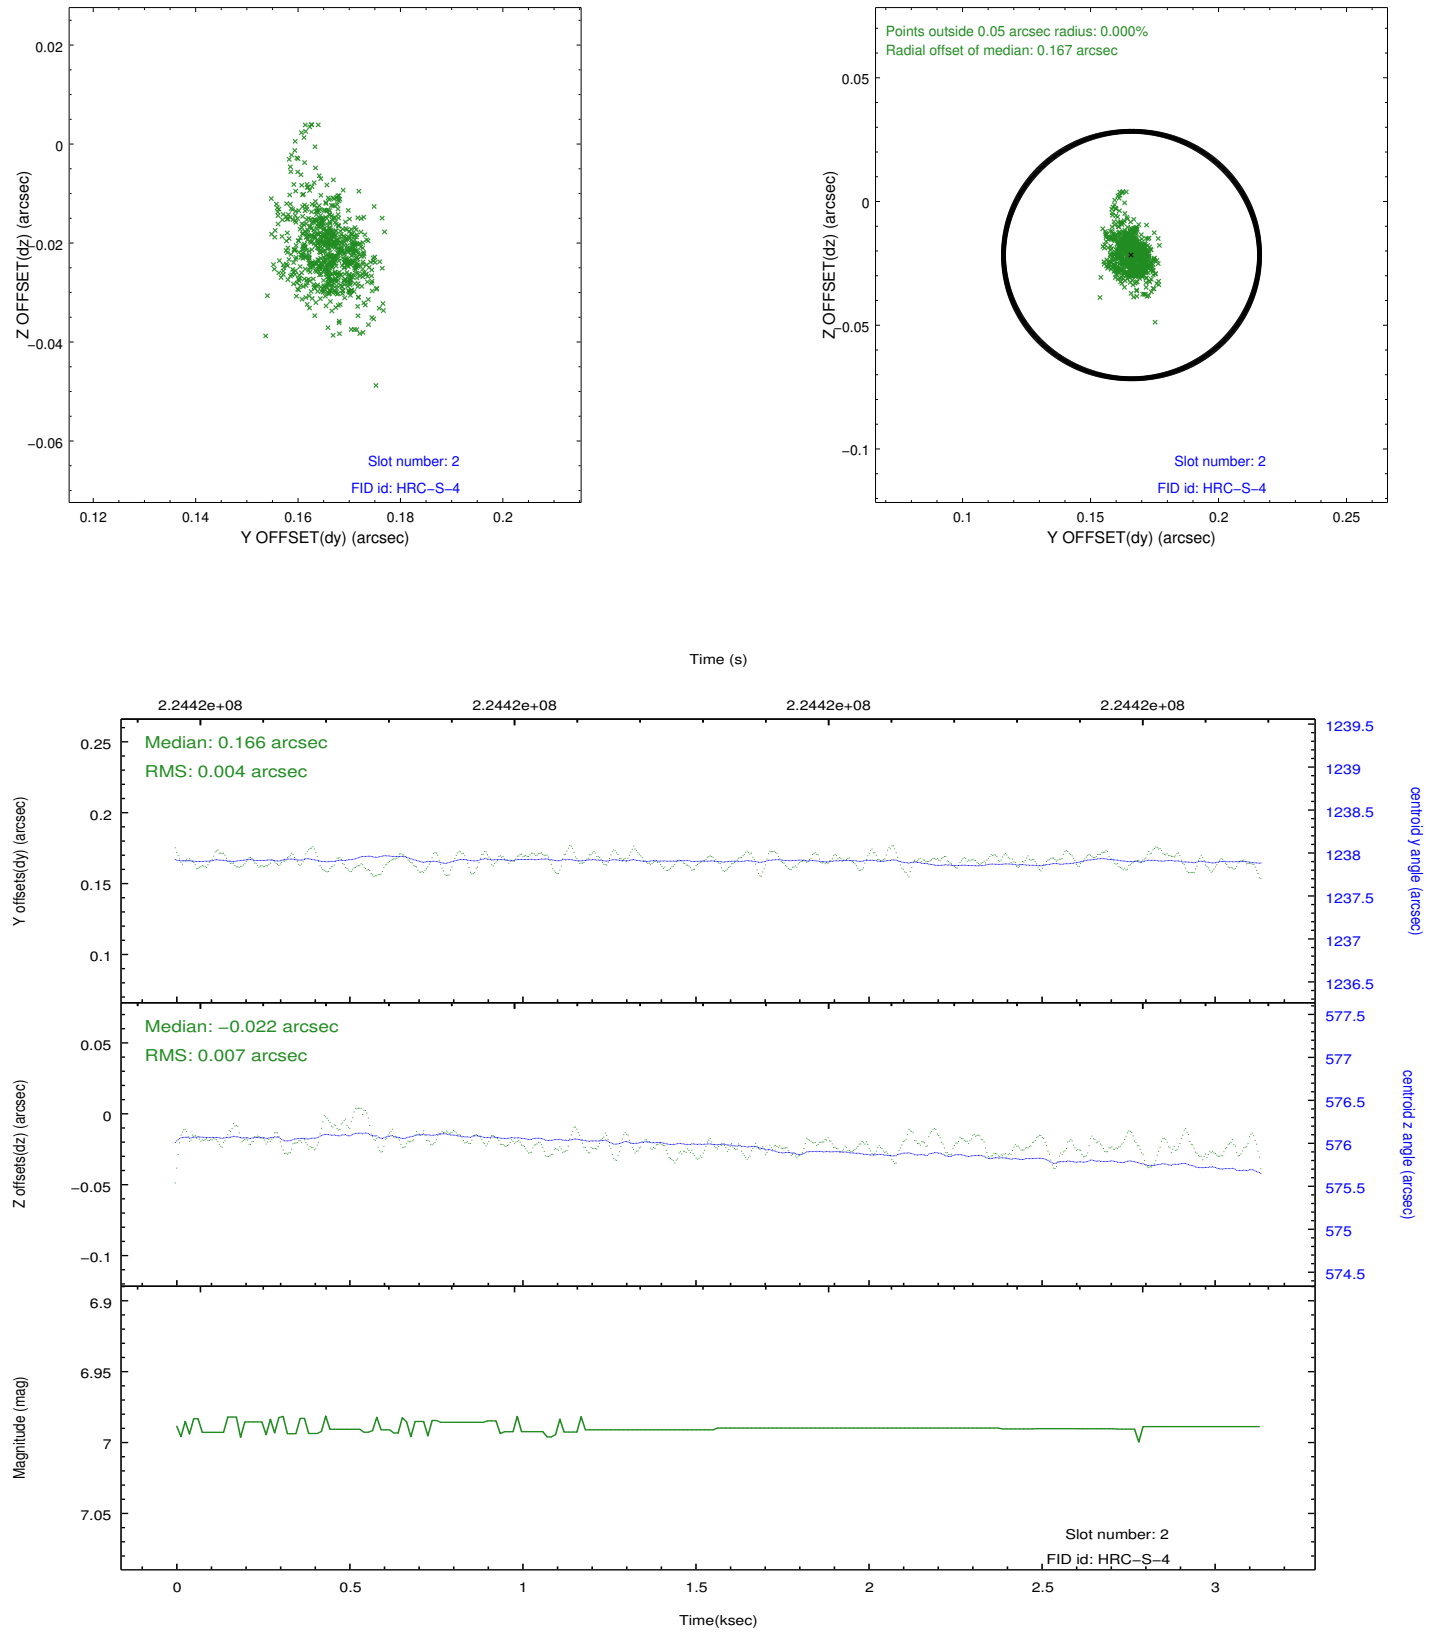 0.02
0
−0.02
−0.04
−0.06
Z OFFSET(dz) (arcsec)
Slot number: 2
FID id: HRC−S−4
0.12 0.14 0.16 0.18 0.2
Y OFFSET(dy) (arcsec)
Points outside 0.05 arcsec radius: 0.000%
Radial offset of median: 0.167 arcsec
0.05
0
−0.05
−0.1
Z OFFSET(dz) (arcsec)
Slot number: 2
FID id: HRC−S−4
0.1 0.15 0.2 0.25
Y OFFSET(dy) (arcsec)
Time (s)
2.2442e+08 2.2442e+08 2.2442e+08 2.2442e+08
Median: 0.166 arcsec
RMS: 0.004 arcsec
0.25
0.2
0.15
0.1
Y offsets(dy) (arcsec)
1239.5
1239
1238.5
1238
1237.5
1237
1236.5
centroid y angle (arcsec)
Median: −0.022 arcsec
RMS: 0.007 arcsec
0.05
0
−0.05
−0.1
Z offsets(dz) (arcsec)
577.5
577
576.5
576
575.5
575
574.5
centroid z angle (arcsec)
6.9
6.95
7
7.05
Magnitude (mag)
Slot number: 2
FID id: HRC−S−4
0 0.5 1 1.5 2 2.5 3
Time(ksec)